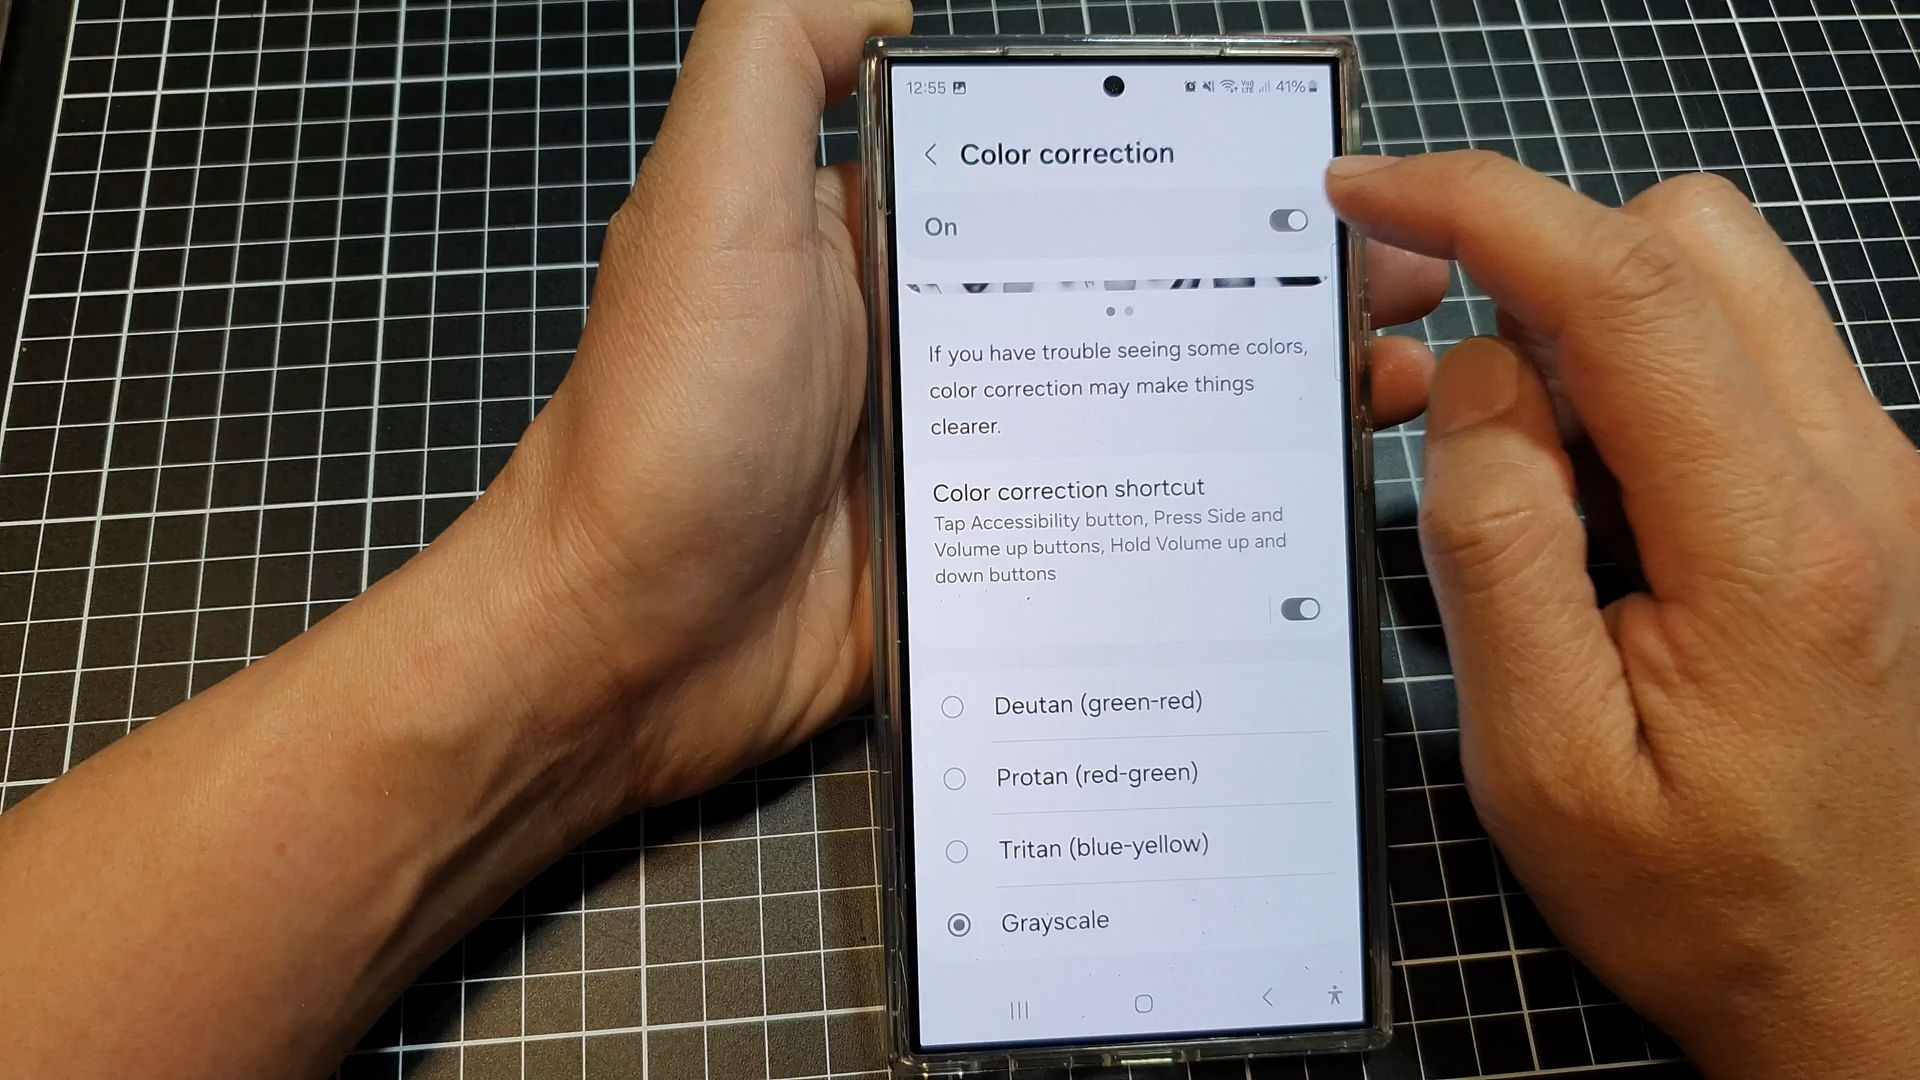 12:55
41%
Color correction
On
If you have trouble seeing some colors,
color correction may make things
clearer.
Color correction shortcut
Tap Accessibility button, Press Side and
Volume up buttons, Hold Volume up and
down buttons
Deutan (green-red)
Protan (red-green)
Tritan (blue-yellow)
Grayscale